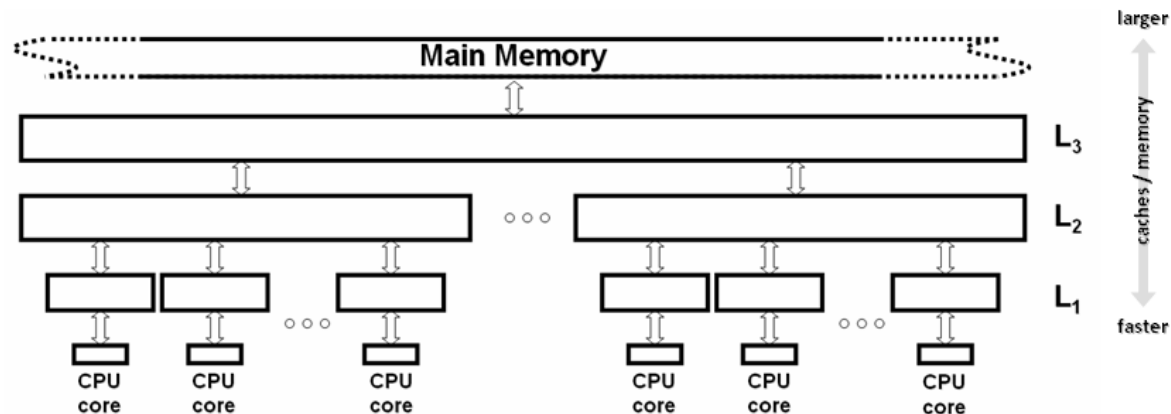 larger
Main Memory
L₃
caches / memory
L₂
L₁
faster
CPU core
CPU core
CPU core
CPU core
CPU core
CPU core